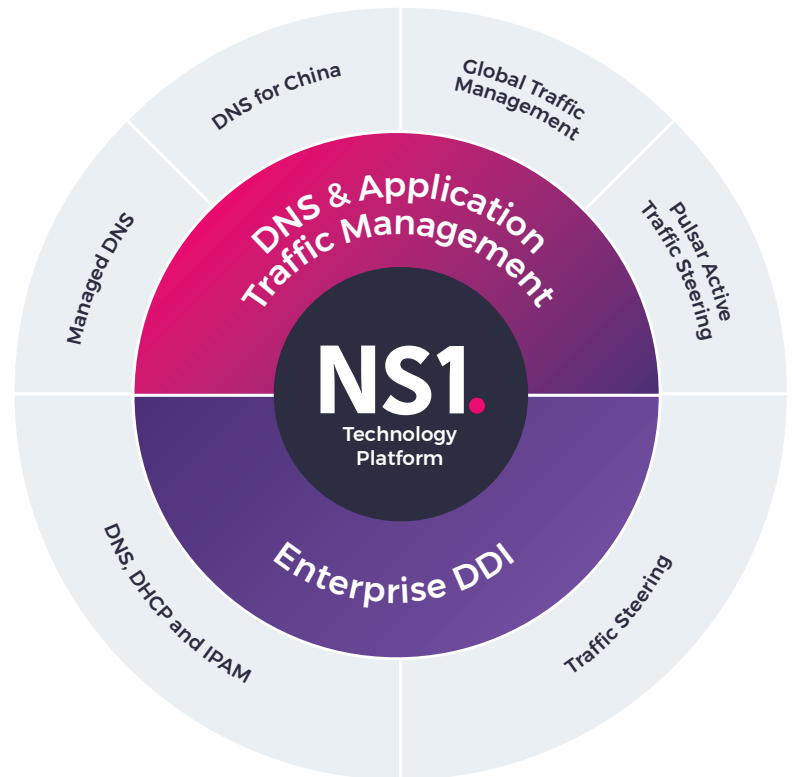 DNS for China
Global Traffic
Management
Managed DNS
Pulsar Active
Traffic Steering
DNS & Application
Traffic Management
NS1.
Technology
Platform
Enterprise DDI
DNS, DHCP and IPAM
Traffic Steering